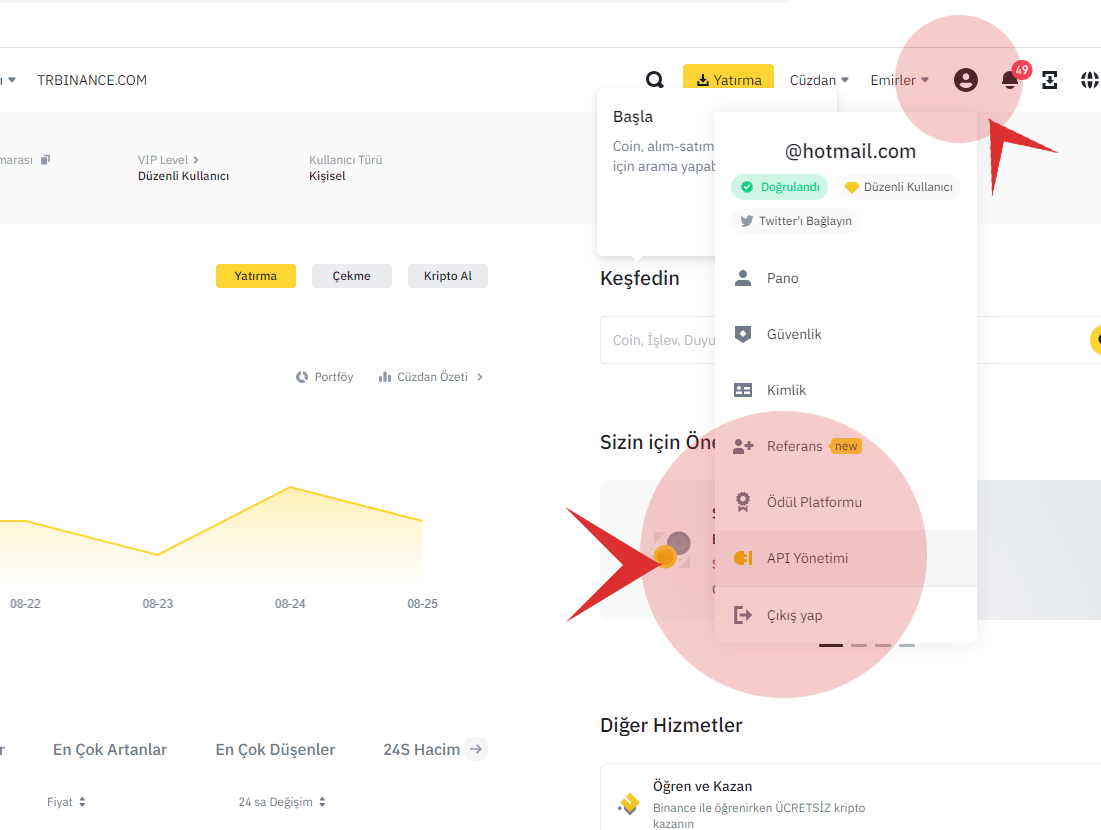 TRBINANCE.COM
Yatırma
Cüzdan
Emirler
49
Başla
Coin, alım-satım
için arama yapab
@hotmail.com
Doğrulandı
Düzenli Kullanıcı
Twitter'ı Bağlayın
marası
VIP Level
Kullanıcı Türü
Düzenli Kullanıcı
Kişisel
Yatırma
Çekme
Kripto Al
Keşfedin
Coin, İşlev, Duyu
Pano
Güvenlik
Kimlik
Referans
new
Ödül Platformu
API Yönetimi
Çıkış yap
Portföy
Cüzdan Özeti
Sizin için Öne
08-22
08-23
08-24
08-25
En Çok Artanlar
En Çok Düşenler
24S Hacim
Fiyat
24 sa Değişim
Diğer Hizmetler
Öğren ve Kazan
Binance ile öğrenirken ÜCRETSİZ kripto
kazanın